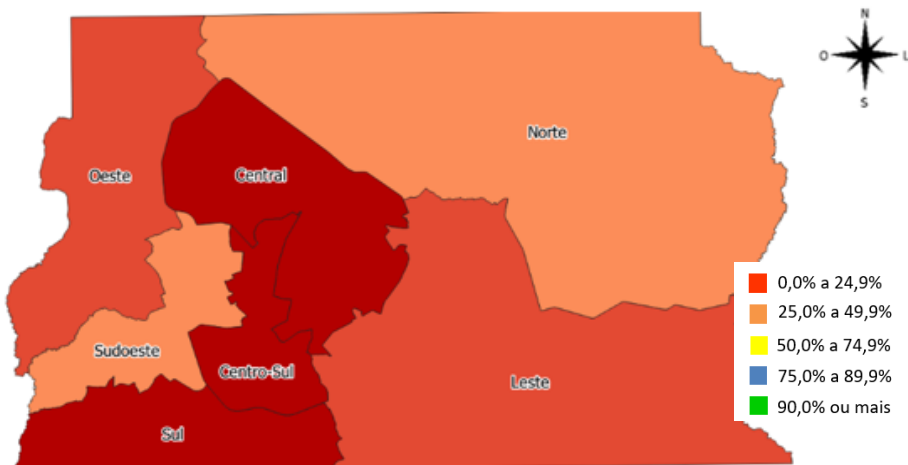 N
O
L
S
Norte
Oeste
Central
Sudoeste
Centro-Sul
Leste
Sul
0,0% a 24,9%
25,0% a 49,9%
50,0% a 74,9%
75,0% a 89,9%
90,0% ou mais